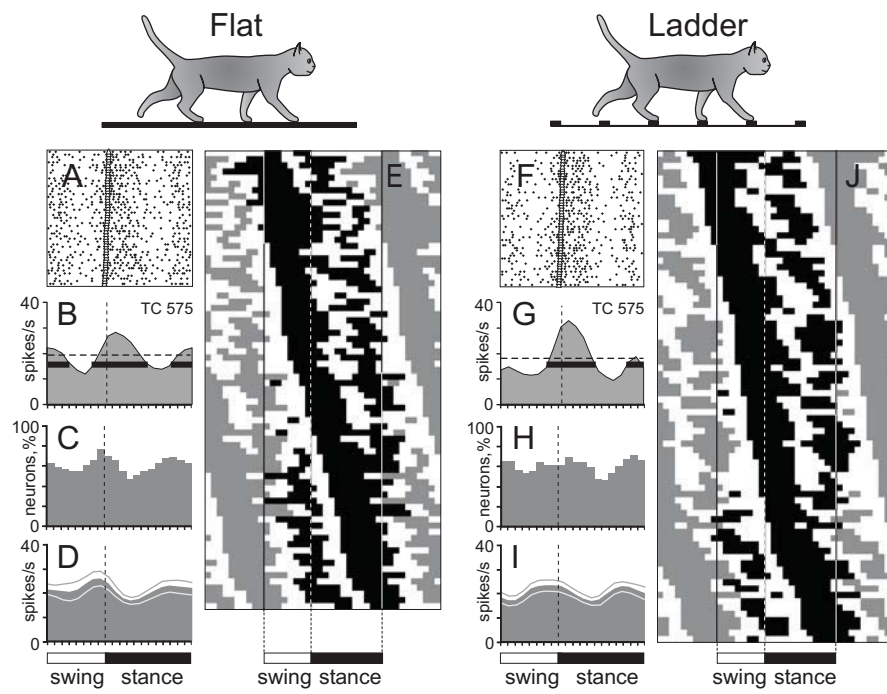 Flat
Ladder
A
E
F
J
40
B
TC 575
spikes/s
0
40
G
TC 575
spikes/s
0
100
C
neurons,%
0
100
H
neurons,%
0
40
D
spikes/s
0
40
I
spikes/s
0
swing stance
swing stance
swing stance
swing stance